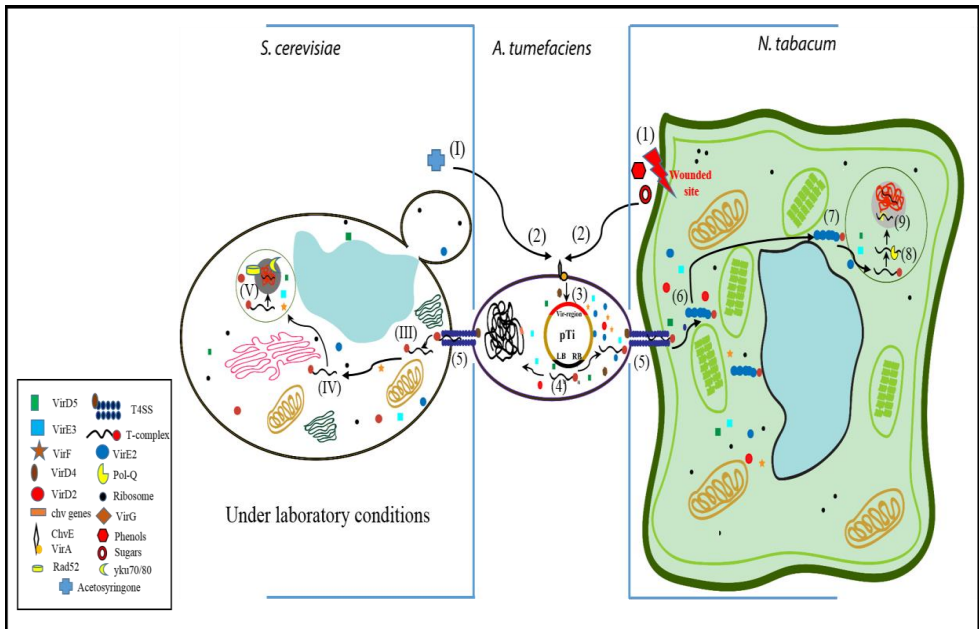 S. cerevisiae
A. tumefaciens
N. tabacum
(I)
(1)
Wounded
site
(2)
(2)
(3)
Vir-region
pTi
LB RB
(4)
(5)
(5)
(III)
(IV)
(V)
(6)
(7)
(8)
(9)
Under laboratory conditions
VirD5
T4SS
VirE3
T-complex
VirF
VirE2
VirD4
Pol-Q
VirD2
Ribosome
chv genes
VirG
ChvE
Phenols
VirA
Sugars
Rad52
yku70/80
Acetosyringone